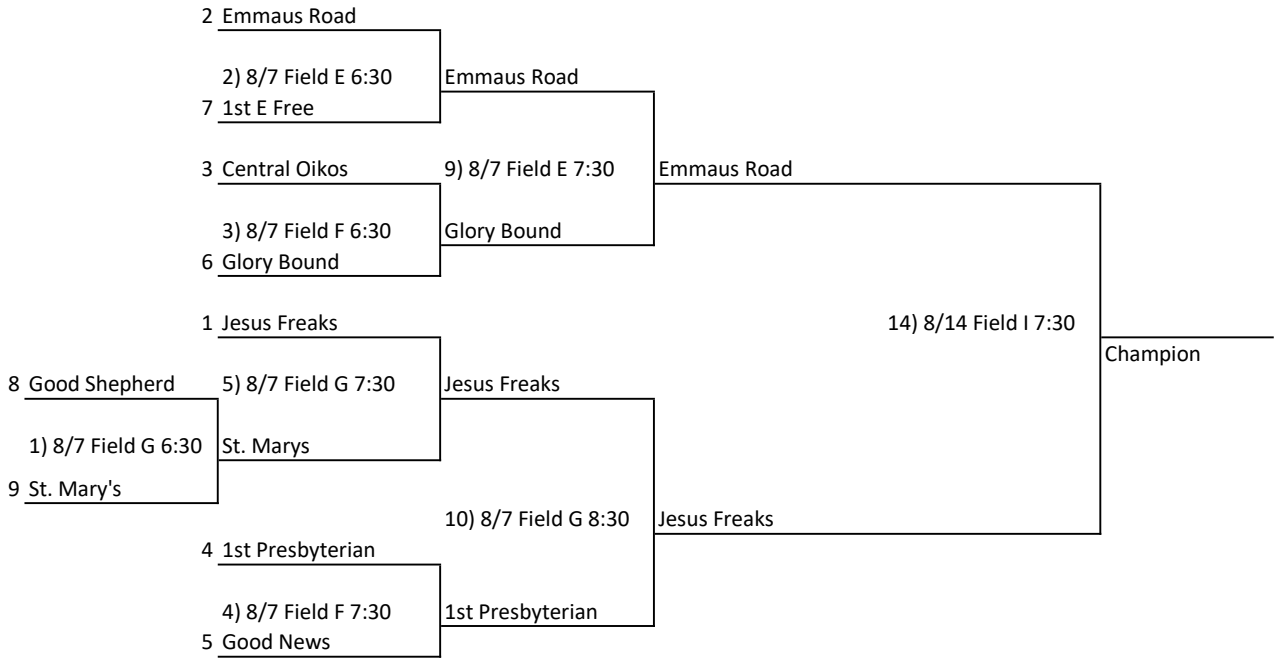 2 Emmaus Road
2) 8/7 Field E 6:30 Emmaus Road
7 1st E Free
3 Central Oikos 9) 8/7 Field E 7:30 Emmaus Road
3) 8/7 Field F 6:30 Glory Bound
6 Glory Bound
1 Jesus Freaks 14) 8/14 Field I 7:30
Champion
8 Good Shepherd 5) 8/7 Field G 7:30 Jesus Freaks
1) 8/7 Field G 6:30 St. Marys
9 St. Mary's
10) 8/7 Field G 8:30 Jesus Freaks
4 1st Presbyterian
4) 8/7 Field F 7:30 1st Presbyterian
5 Good News